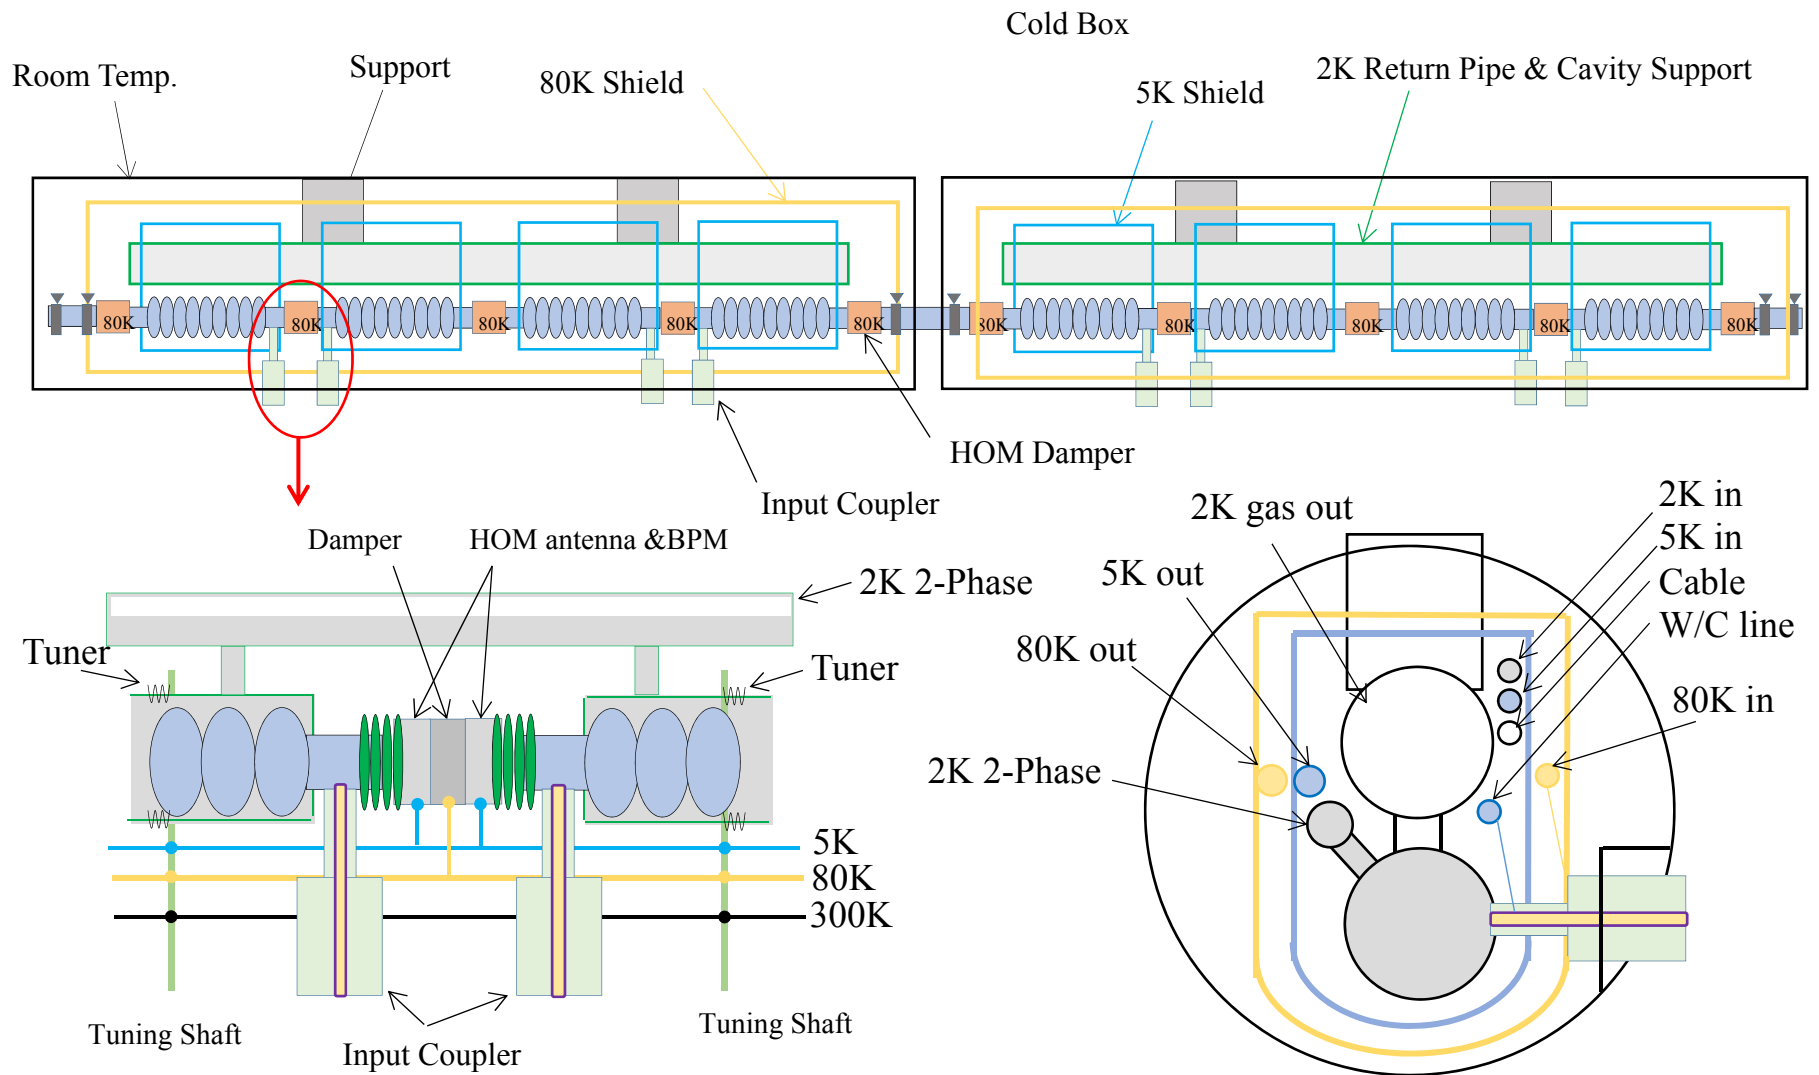 Cold Box
Room Temp.
Support
80K Shield
5K Shield
2K Return Pipe & Cavity Support
80K
80K
80K
80K
80K
80K
80K
80K
80K
80K
HOM Damper
Input Coupler
Damper
HOM antenna &BPM
2K 2-Phase
Tuner
Tuner
5K
80K
300K
Tuning Shaft
Input Coupler
Tuning Shaft
2K gas out
5K out
80K out
2K 2-Phase
2K in
5K in
Cable
W/C line
80K in